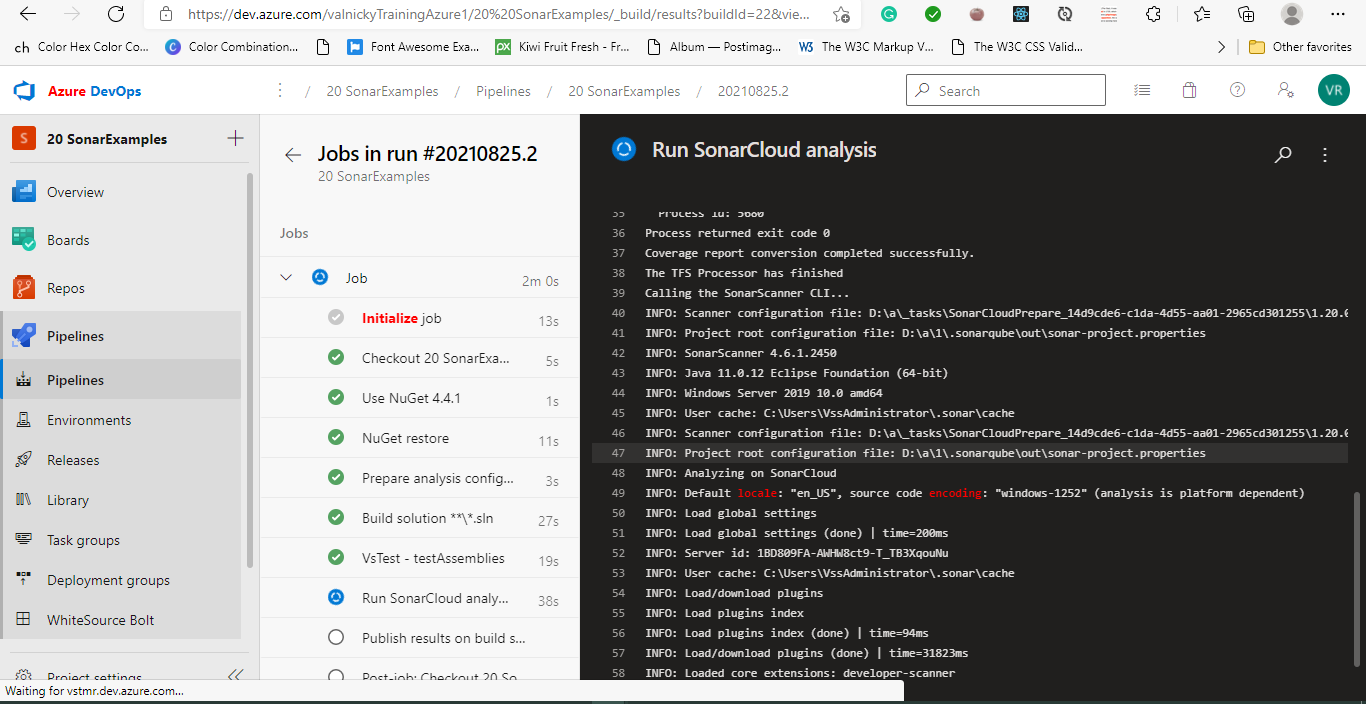 https://dev.azure.com/valnickyTrainingAzure1/20%20SonarExamples/_build/results?buildId=22&vie...
ch Color Hex Color Co...
Color Combination...
Font Awesome Exa...
Kiwi Fruit Fresh - Fr...
Album — Postimag...
The W3C Markup V...
The W3C CSS Valid...
Other favorites
Azure DevOps
/ 20 SonarExamples / Pipelines / 20 SonarExamples / 20210825.2
Search
VR
S 20 SonarExamples
Overview
Boards
Repos
Pipelines
Pipelines
Environments
Releases
Library
Task groups
Deployment groups
WhiteSource Bolt
Project settings
Waiting for vstmr.dev.azure.com...
Jobs in run #20210825.2
20 SonarExamples
Jobs
Job 2m 0s
Initialize job 13s
Checkout 20 SonarExa... 5s
Use NuGet 4.4.1 1s
NuGet restore 11s
Prepare analysis config... 3s
Build solution **\*.sln 27s
VsTest - testAssemblies 19s
Run SonarCloud analy... 38s
Publish results on build s...
Post-job: Checkout 20 So
Run SonarCloud analysis
35 Process id: 5680
36 Process returned exit code 0
37 Coverage report conversion completed successfully.
38 The TFS Processor has finished
39 Calling the SonarScanner CLI...
40 INFO: Scanner configuration file: D:\a\_tasks\SonarCloudPrepare_14d9cde6-c1da-4d55-aa01-2965cd301255\1.20.0
41 INFO: Project root configuration file: D:\a\1\.sonarqube\out\sonar-project.properties
42 INFO: SonarScanner 4.6.1.2450
43 INFO: Java 11.0.12 Eclipse Foundation (64-bit)
44 INFO: Windows Server 2019 10.0 amd64
45 INFO: User cache: C:\Users\VssAdministrator\.sonar\cache
46 INFO: Scanner configuration file: D:\a\_tasks\SonarCloudPrepare_14d9cde6-c1da-4d55-aa01-2965cd301255\1.20.0
47 INFO: Project root configuration file: D:\a\1\.sonarqube\out\sonar-project.properties
48 INFO: Analyzing on SonarCloud
49 INFO: Default locale: "en_US", source code encoding: "windows-1252" (analysis is platform dependent)
50 INFO: Load global settings
51 INFO: Load global settings (done) | time=200ms
52 INFO: Server id: 1BD809FA-AWHW8ct9-T_TB3XqouNu
53 INFO: User cache: C:\Users\VssAdministrator\.sonar\cache
54 INFO: Load/download plugins
55 INFO: Load plugins index
56 INFO: Load plugins index (done) | time=94ms
57 INFO: Load/download plugins (done) | time=31823ms
58 INFO: Loaded core extensions: developer-scanner